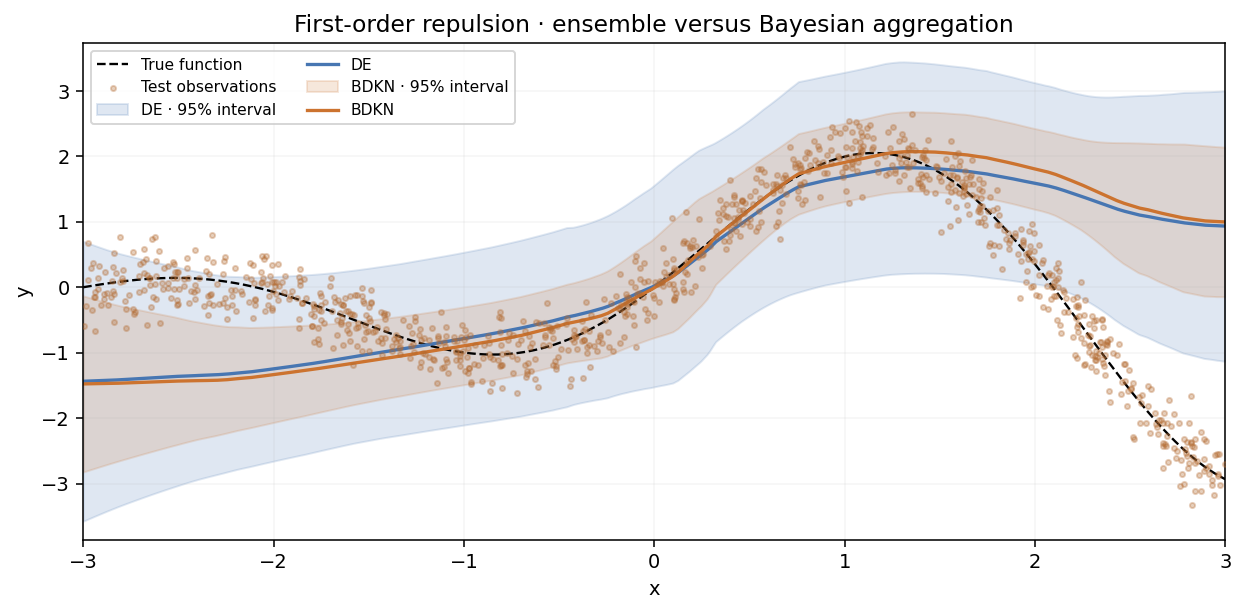 First-order repulsion · ensemble versus Bayesian aggregation
True function
Test observations
DE · 95% interval
DE
BDKN · 95% interval
BDKN
y
3
2
1
0
−1
−2
−3
−3 −2 −1 0 1 2 3
x